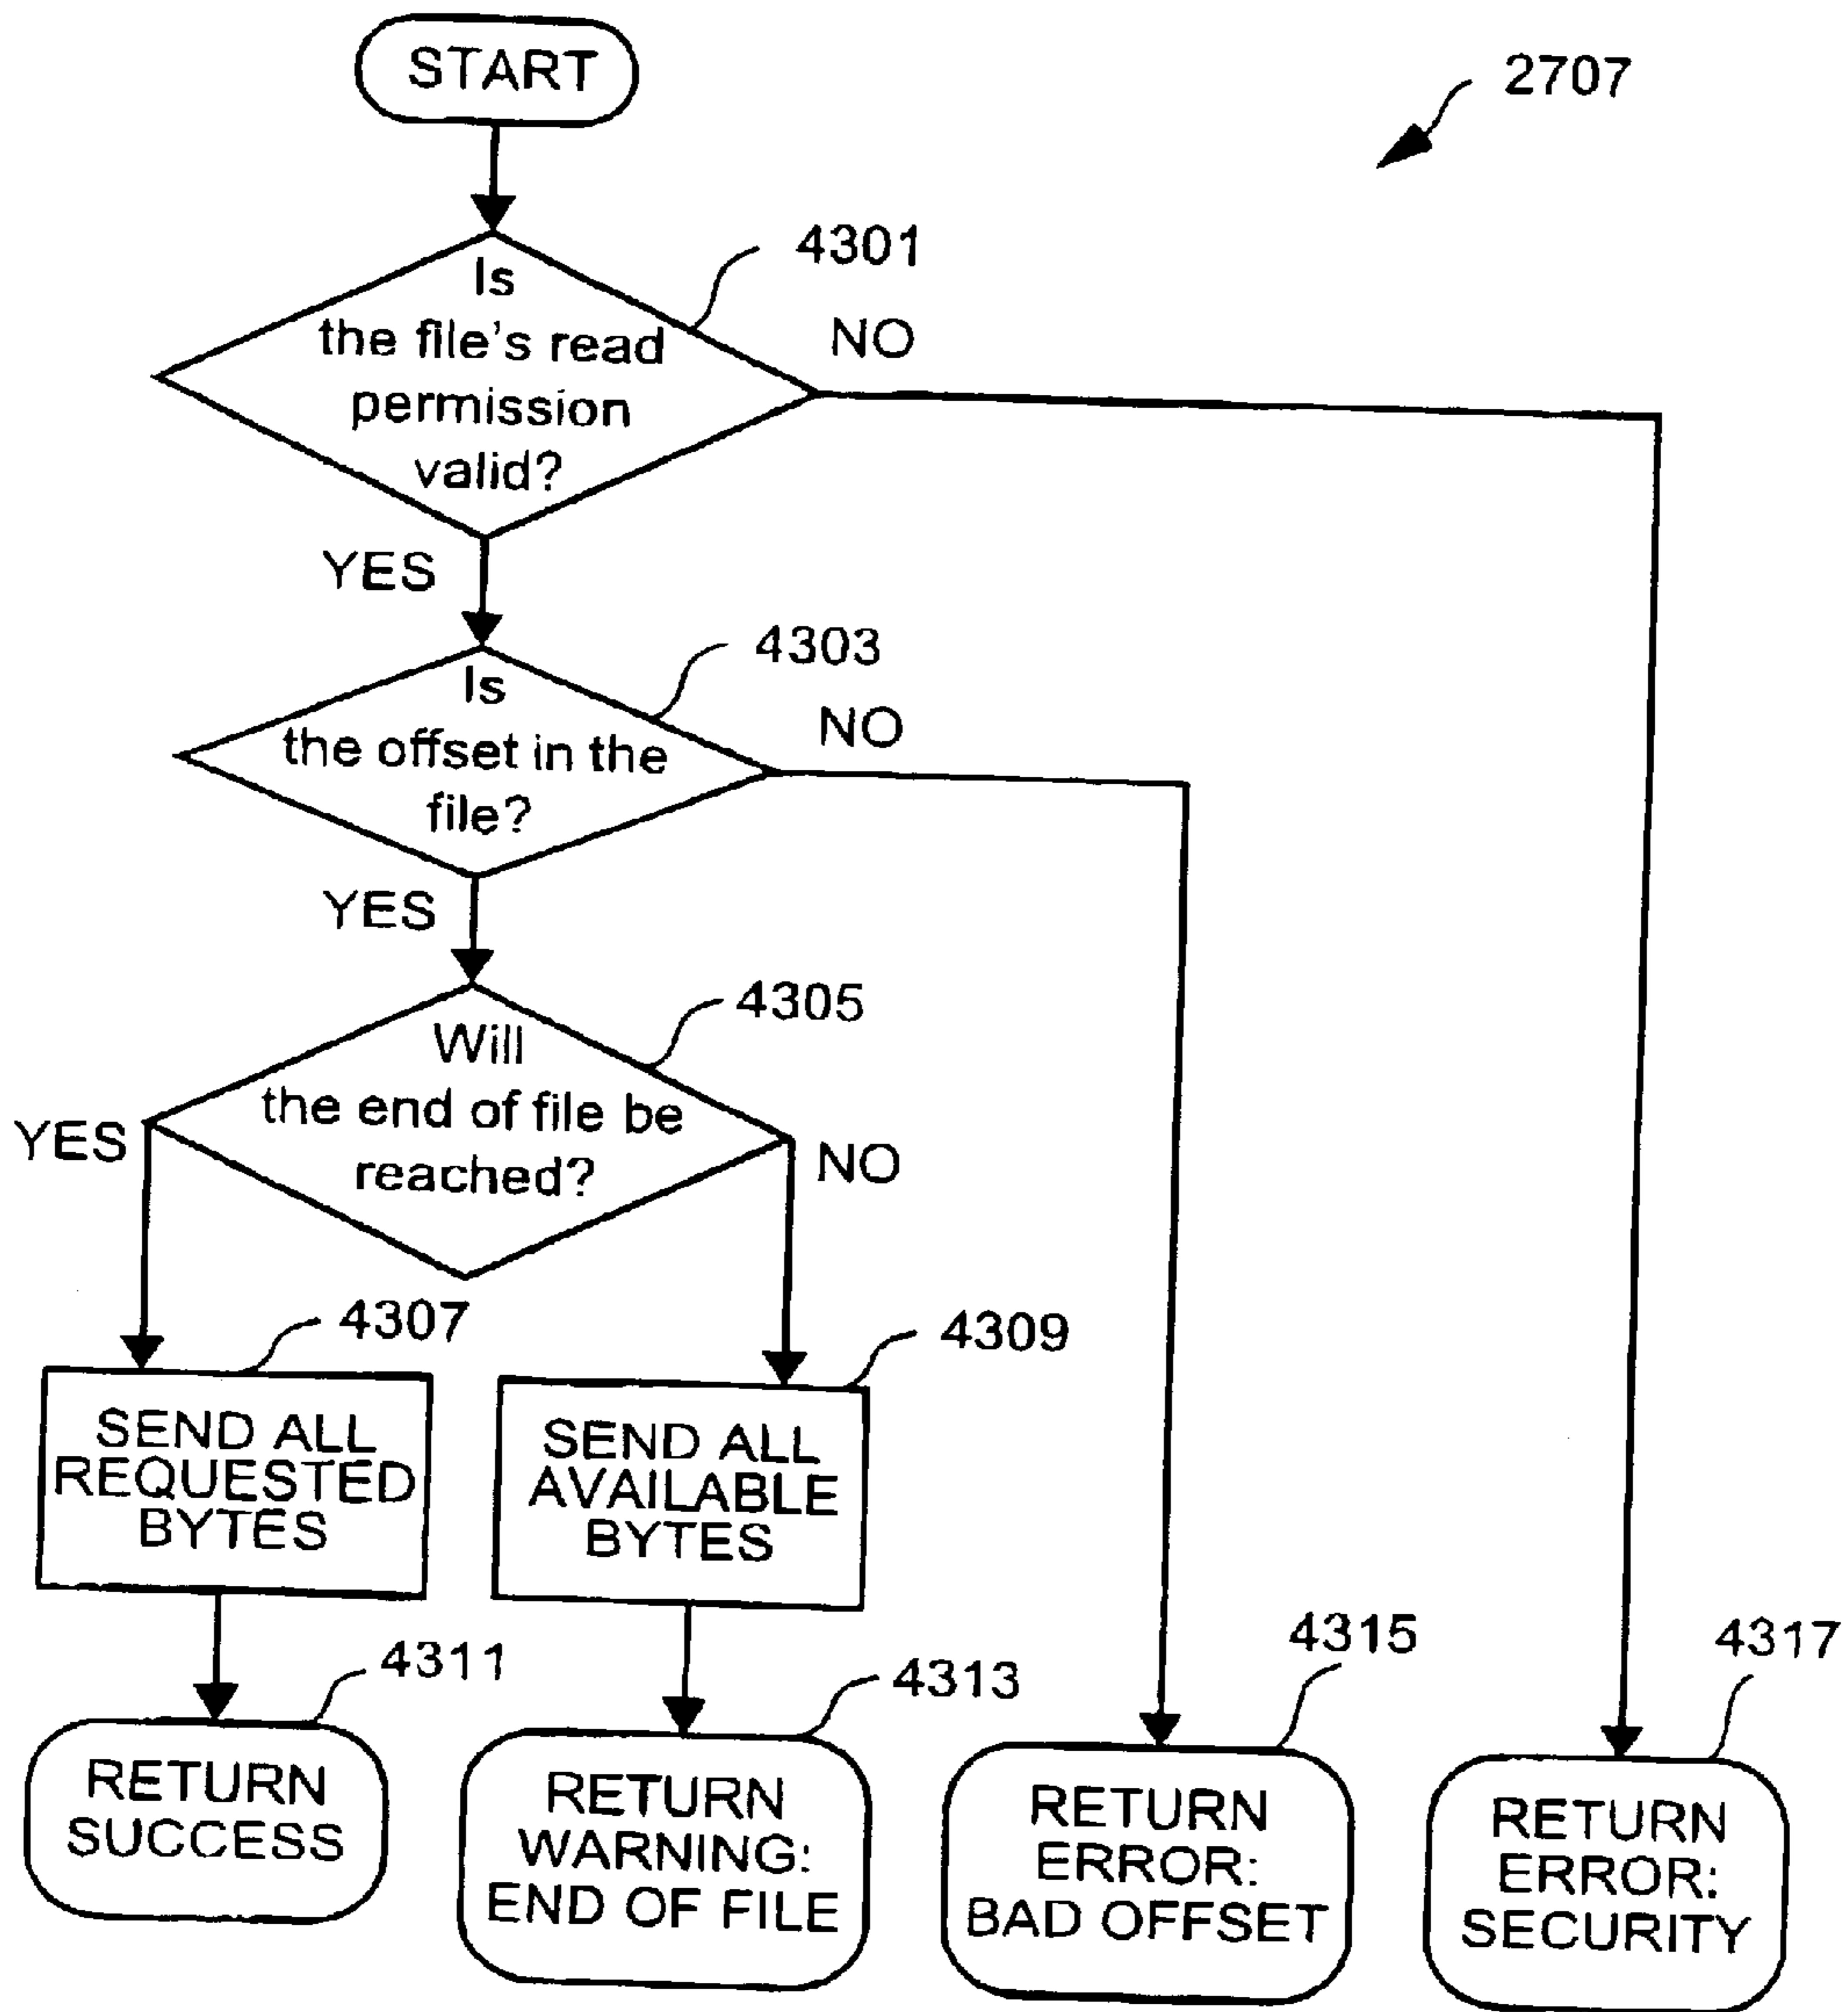 START
2707
4301
Is
the file's read
permission
valid?
NO
YES
4303
Is
the offset in the
file?
NO
YES
4305
Will
the end of file be
reached?
YES
NO
4307
SEND ALL
REQUESTED
BYTES
4309
SEND ALL
AVAILABLE
BYTES
4311
RETURN
SUCCESS
4313
RETURN
WARNING:
END OF FILE
4315
RETURN
ERROR:
BAD OFFSET
4317
RETURN
ERROR:
SECURITY